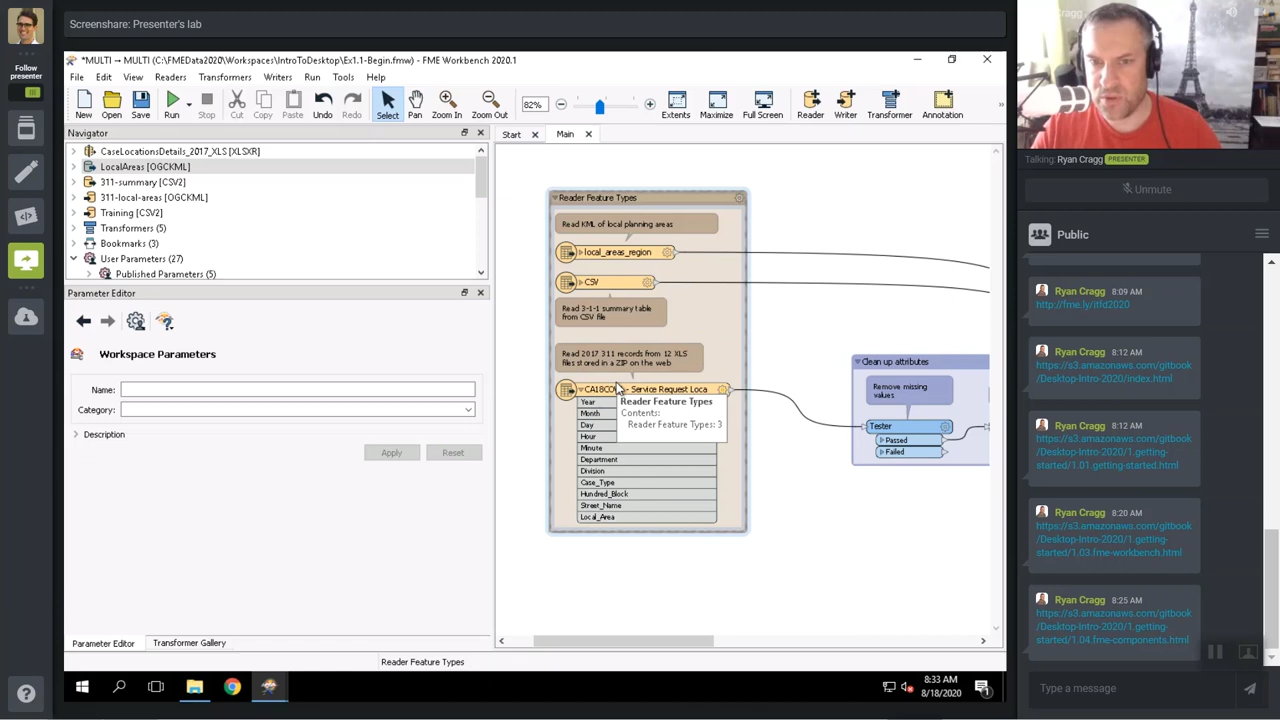 Screenshare: Presenter's lab
Follow
presenter
*MULTI → MULTI (C:\FMEData2020\Workspaces\IntroToDesktop\Ex1.1-Begin.fmw) - FME Workbench 2020.1
File Edit View Readers Transformers Writers Run Tools Help
New Open Save Run Stop Cut Copy Paste Undo Redo Select Pan Zoom In 82% Zoom Out Extents Maximize Full Screen Reader Writer Transformer Annotation
Navigator
CaseLocationsDetails_2017_XLS [XLSXR]
LocalAreas [OGCKML]
311-summary [CSV2]
311-local-areas [OGCKML]
Training [CSV2]
Transformers (5)
Bookmarks (3)
User Parameters (27)
Published Parameters (5)
Parameter Editor
Workspace Parameters
Name:
Category:
Description
Apply Reset
Parameter Editor Transformer Gallery
Start Main
Reader Feature Types
Read KML of local planning areas
local_areas_region
CSV
Read 3-1-1 summary table
from CSV file
Read 2017 311 records from 12 XLS
files stored in a ZIP on the web
Service Request Loca
Year
Month
Day
Hour
Minute
Department
Division
Case_Type
Hundred_Block
Street_Name
Local_Area
Reader Feature Types
Contents:
Reader Feature Types: 3
Clean up attributes
Remove missing
values
Tester
Passed
Failed
Reader Feature Types
8:33 AM
8/18/2020
1
Talking: Ryan Cragg PRESENTER
Unmute
Public
Ryan Cragg 8:09 AM
http://fme.ly/itfd2020
Ryan Cragg 8:12 AM
https://s3.amazonaws.com/gitbook
/Desktop-Intro-2020/index.html
Ryan Cragg 8:12 AM
https://s3.amazonaws.com/gitbook
/Desktop-Intro-2020/1.getting-
started/1.01.getting-started.html
Ryan Cragg 8:20 AM
https://s3.amazonaws.com/gitbook
/Desktop-Intro-2020/1.getting-
started/1.03.fme-workbench.html
Ryan Cragg 8:25 AM
https://s3.amazonaws.com/gitbook
/Desktop-Intro-2020/1.getting-
started/1.04.fme-components.html
Type a message